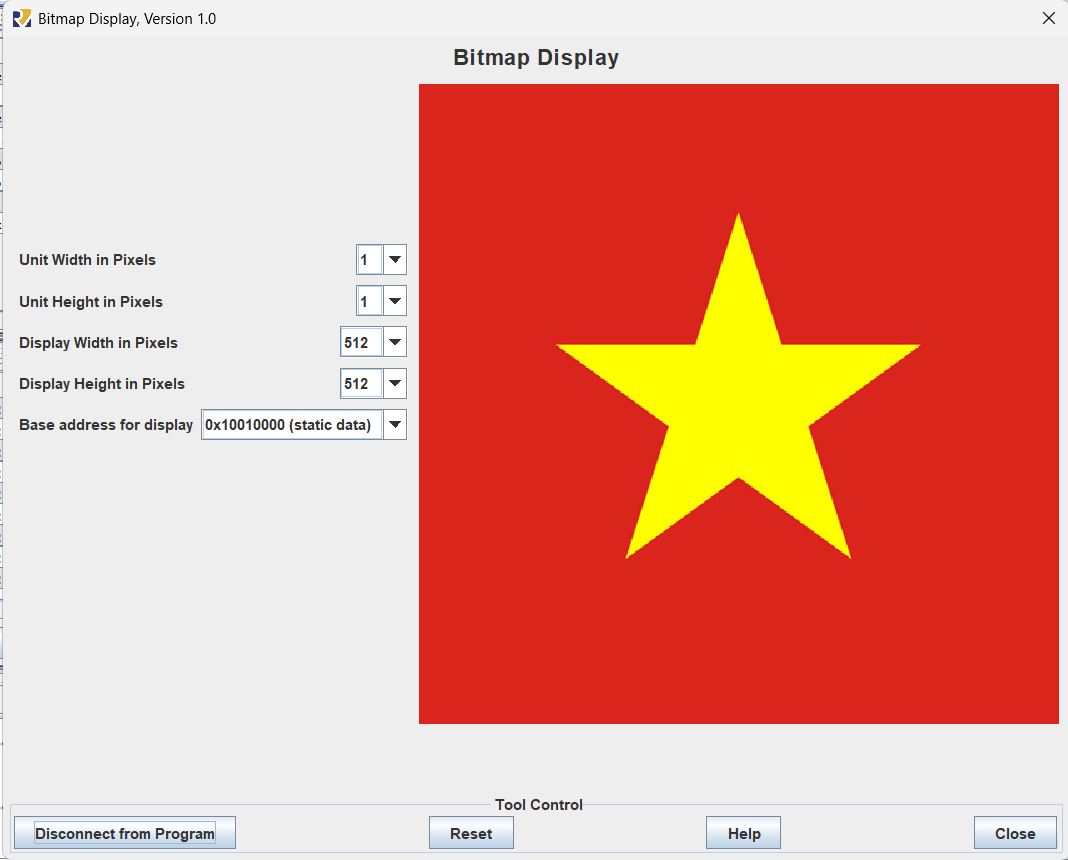 Bitmap Display, Version 1.0
Bitmap Display
Unit Width in Pixels 1
Unit Height in Pixels 1
Display Width in Pixels 512
Display Height in Pixels 512
Base address for display 0x10010000 (static data)
Tool Control
Disconnect from Program Reset Help Close